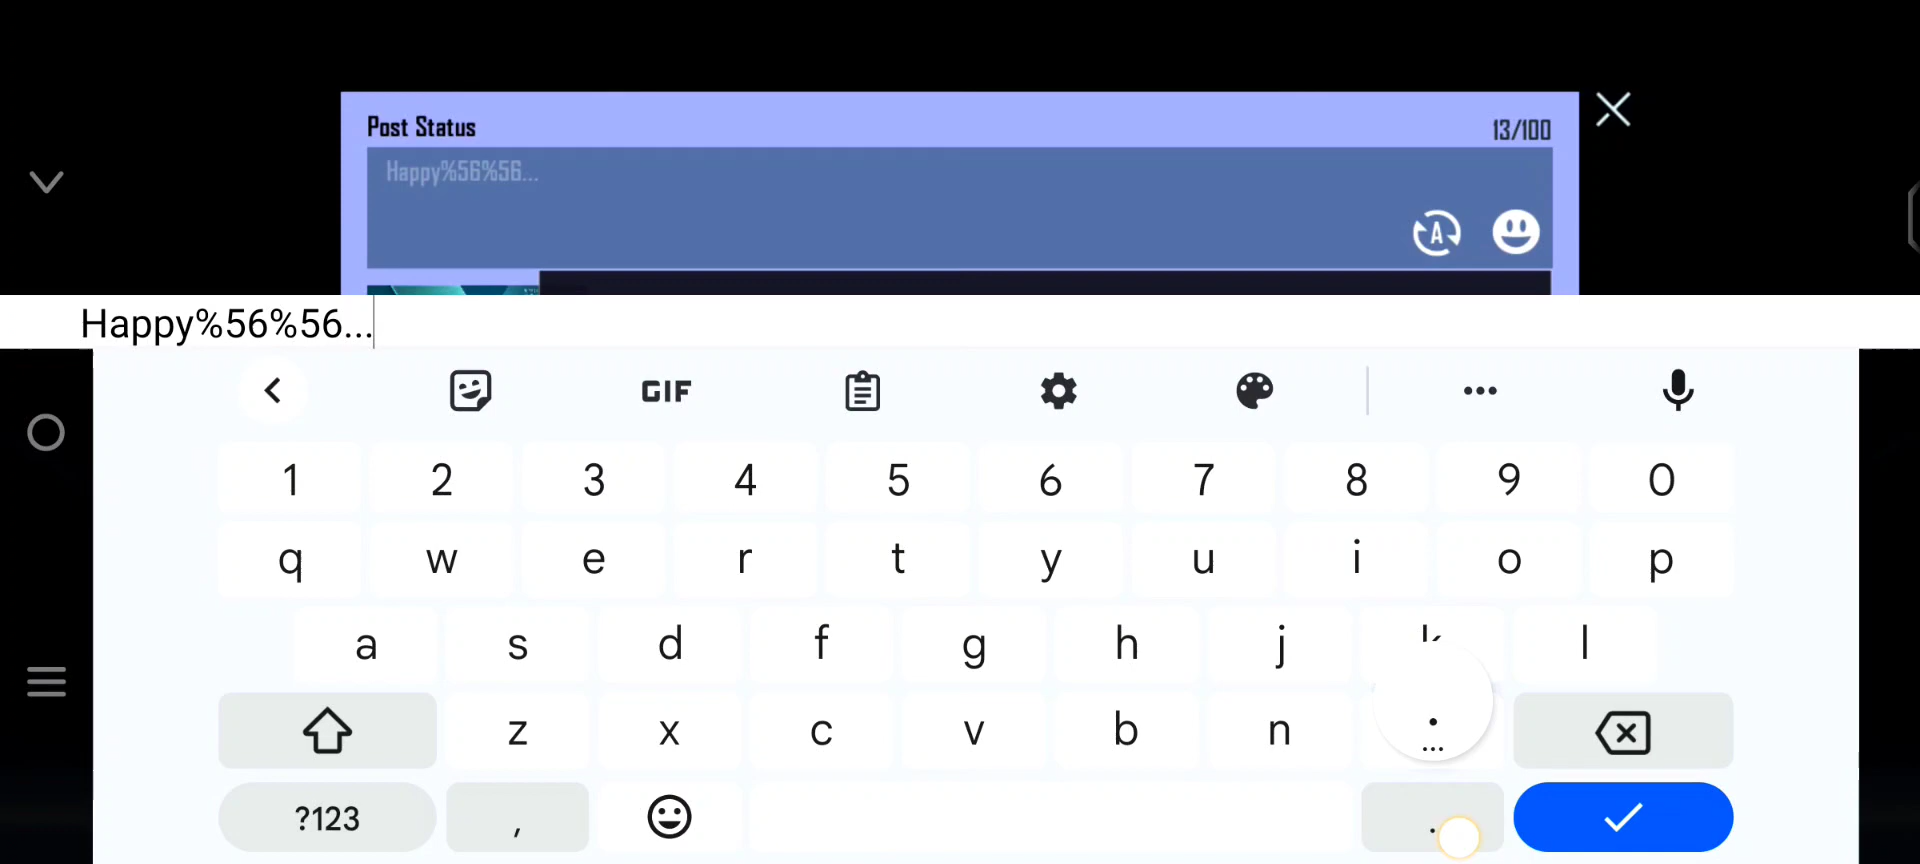 Post Status
13/100
Happy%56%56...
A
Happy%56%56...
GIF
1 2 3 4 5 6 7 8 9 0
q w e r t y u i o p
a s d f g h j k l
z x c v b n .
...
?123 , .